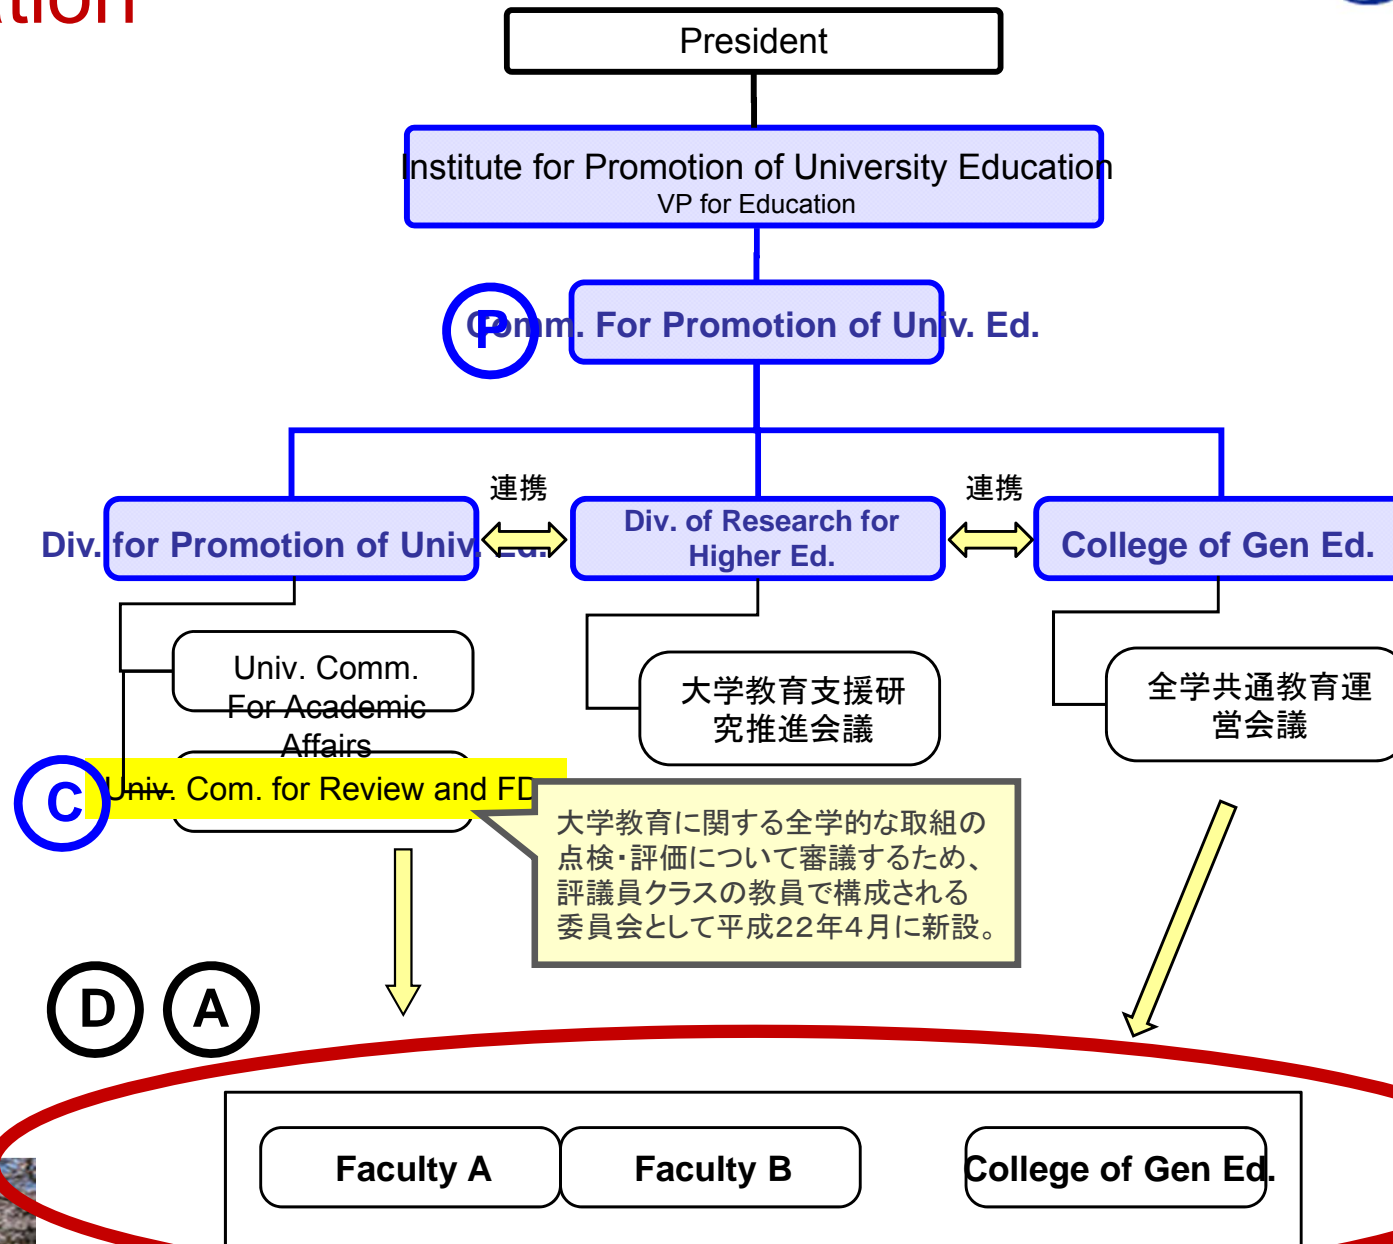 President
Institute for Promotion of University Education
VP for Education
P
Comm. For Promotion of Univ. Ed.
連携
連携
Div. for Promotion of Univ. Ed.
Div. of Research for
Higher Ed.
College of Gen Ed.
Univ. Comm.
For Academic
Affairs
大学教育支援研
究推進会議
全学共通教育運
営会議
C
Univ. Com. for Review and FD
大学教育に関する全学的な取組の
点検・評価について審議するため、
評議員クラスの教員で構成される
委員会として平成22年4月に新設。
D
A
Faculty A
Faculty B
College of Gen Ed.